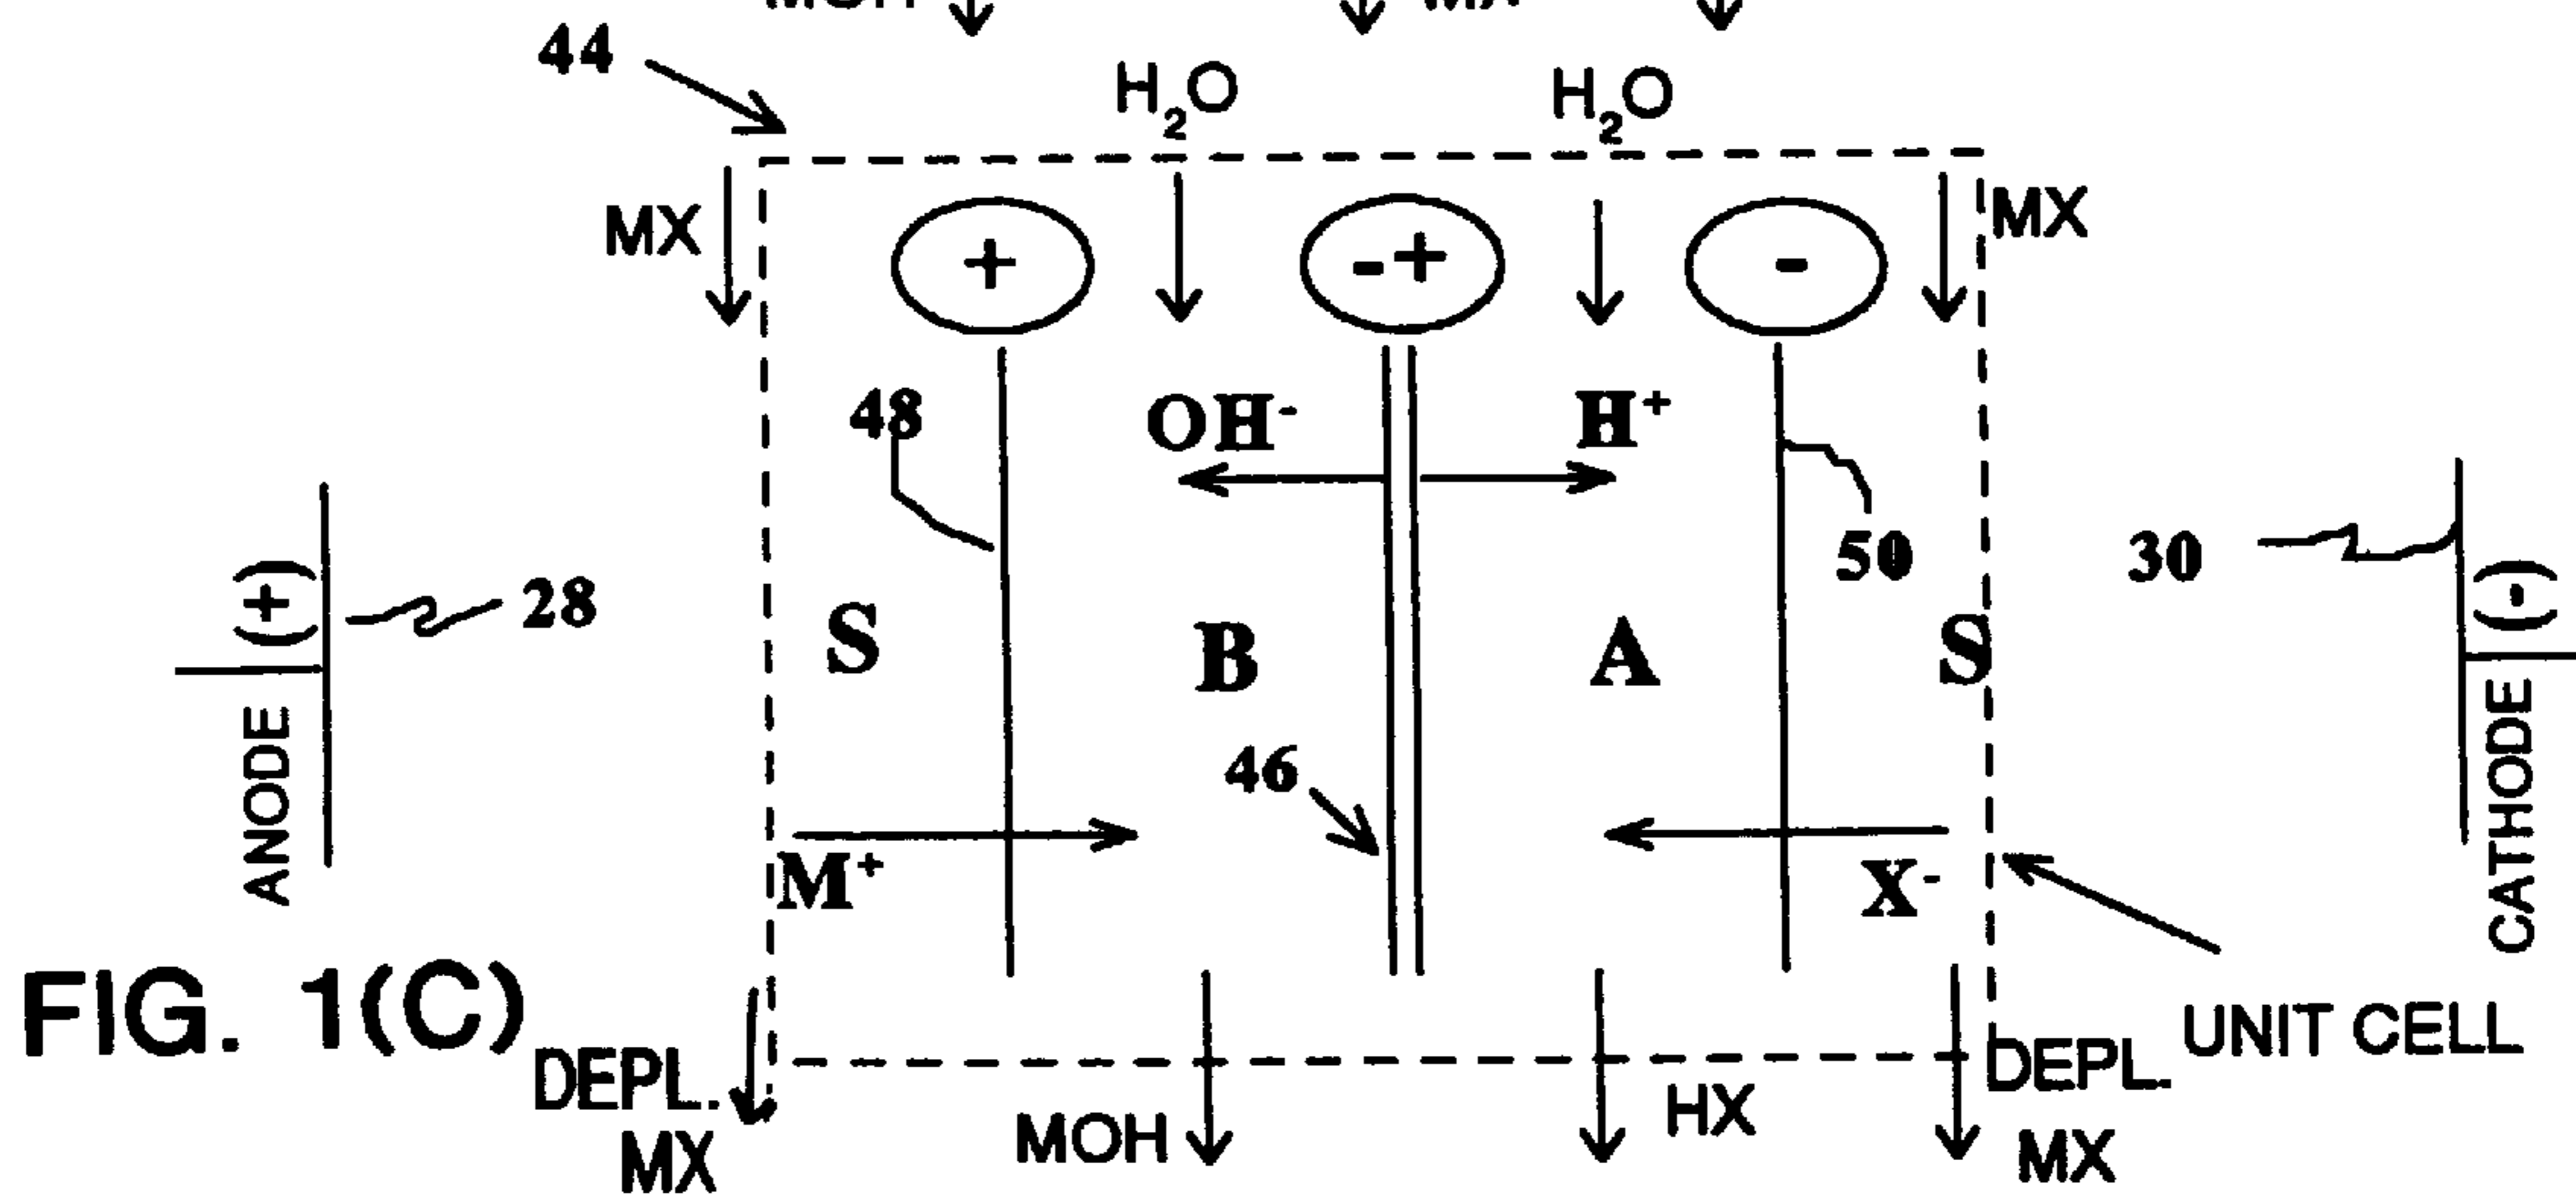 44
H₂O H₂O
MX MX
+ -+ -
48 OH⁻ H⁺
50 30
(+) 28 (-)
S B A S
46
ANODE CATHODE
M⁺ X⁻
FIG. 1(C)
UNIT CELL
DEPL. MX
MOH HX
DEPL. MX